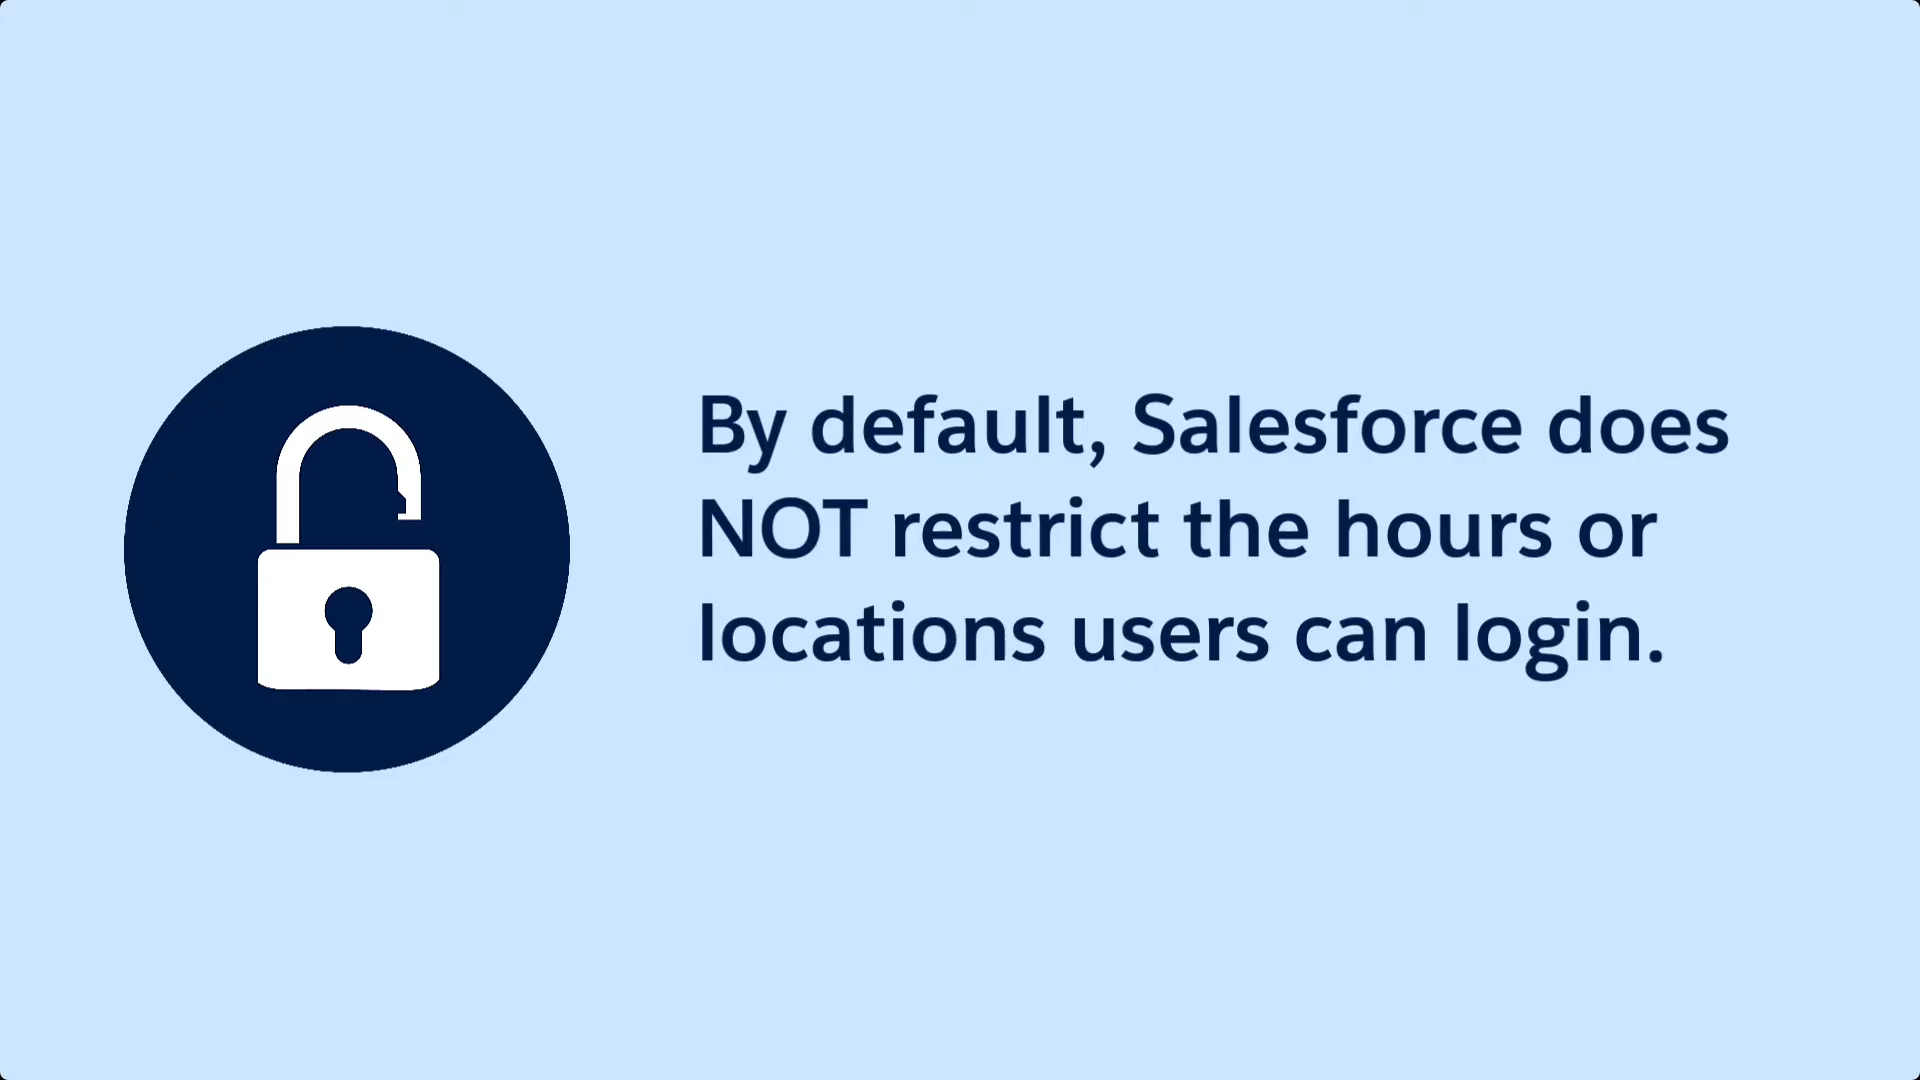 By default, Salesforce does
NOT restrict the hours or
locations users can login.